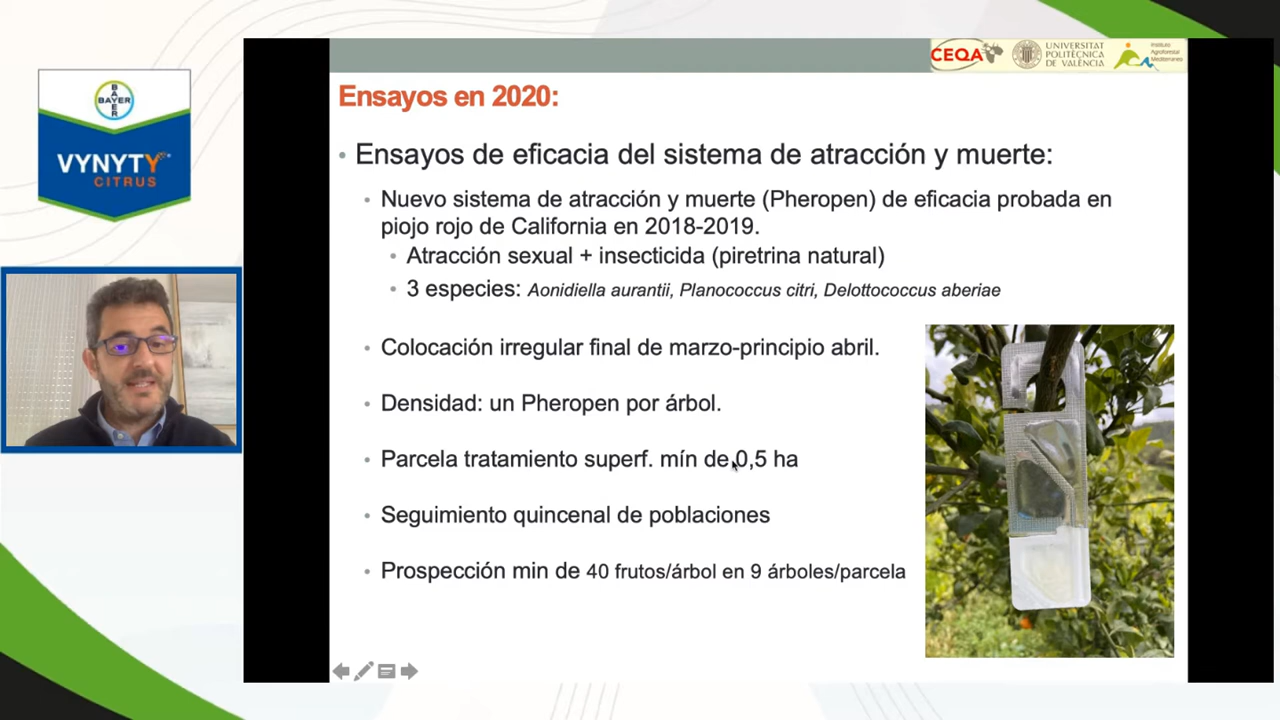 BAYER
BAYER
VYNYTY
CITRUS
CEQA
UNIVERSITAT
POLITÈCNICA
DE VALÈNCIA
Instituto
Agroforestal
Mediterráneo
Ensayos en 2020:
• Ensayos de eficacia del sistema de atracción y muerte:
• Nuevo sistema de atracción y muerte (Pheropen) de eficacia probada en
piojo rojo de California en 2018-2019.
• Atracción sexual + insecticida (piretrina natural)
• 3 especies: Aonidiella aurantii, Planococcus citri, Delottococcus aberiae
• Colocación irregular final de marzo-principio abril.
• Densidad: un Pheropen por árbol.
• Parcela tratamiento superf. mín de 0,5 ha
• Seguimiento quincenal de poblaciones
• Prospección min de 40 frutos/árbol en 9 árboles/parcela